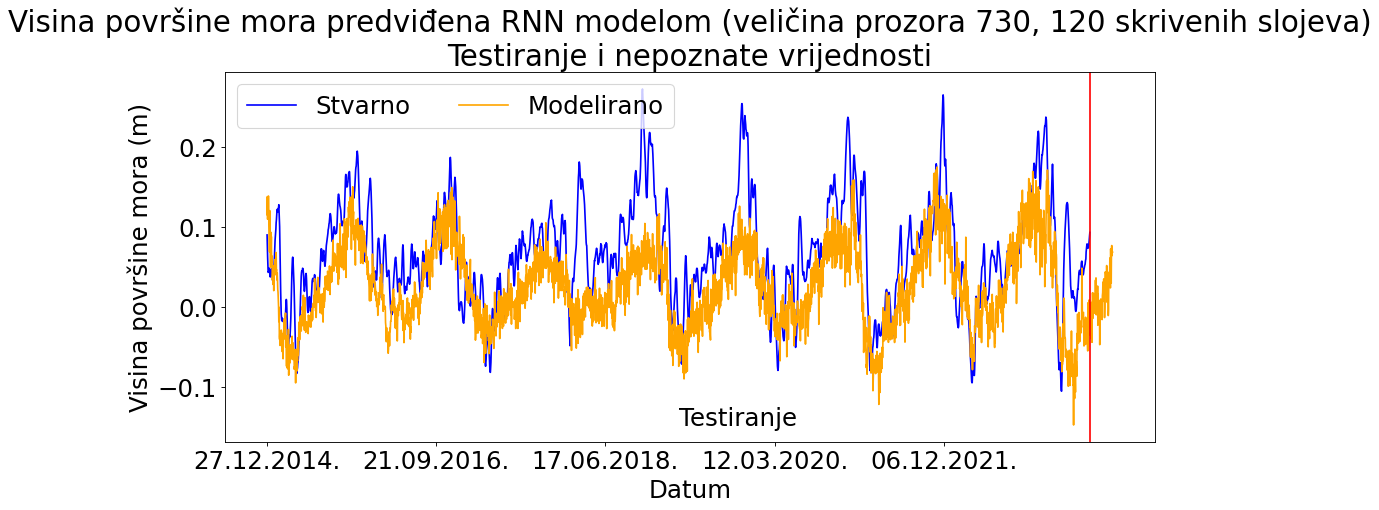 Visina površine mora predviđena RNN modelom (veličina prozora 730, 120 skrivenih slojeva)
Testiranje i nepoznate vrijednosti
Stvarno Modelirano
Visina površine mora (m)
0.2
0.1
0.0
−0.1
Testiranje
27.12.2014. 21.09.2016. 17.06.2018. 12.03.2020. 06.12.2021.
Datum